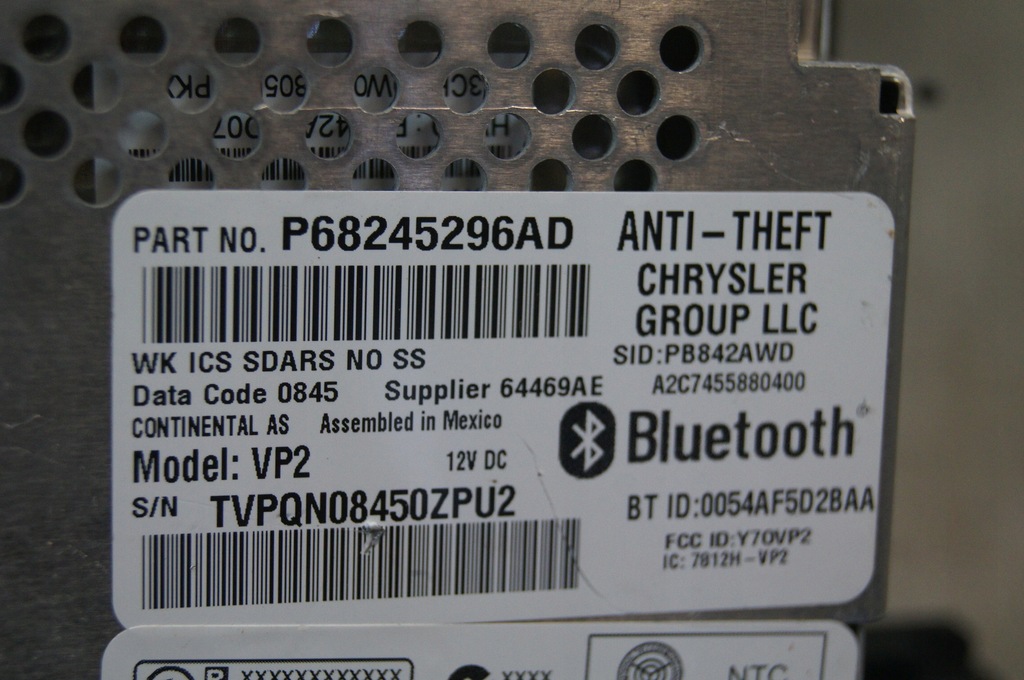 PART NO. P68245296AD
ANTI-THEFT
CHRYSLER
GROUP LLC
WK ICS SDARS NO SS
SID:PB842AWD
Data Code 0845 Supplier 64469AE
A2C7455880400
CONTINENTAL AS Assembled in Mexico
Bluetooth®
Model: VP2 12V DC
S/N TVPQN08450ZPU2
BT ID:0054AF5D2BAA
FCC ID:Y7OVP2
IC: 7812H-VP2
R XXXXXXXXXXXX XXXX NTC